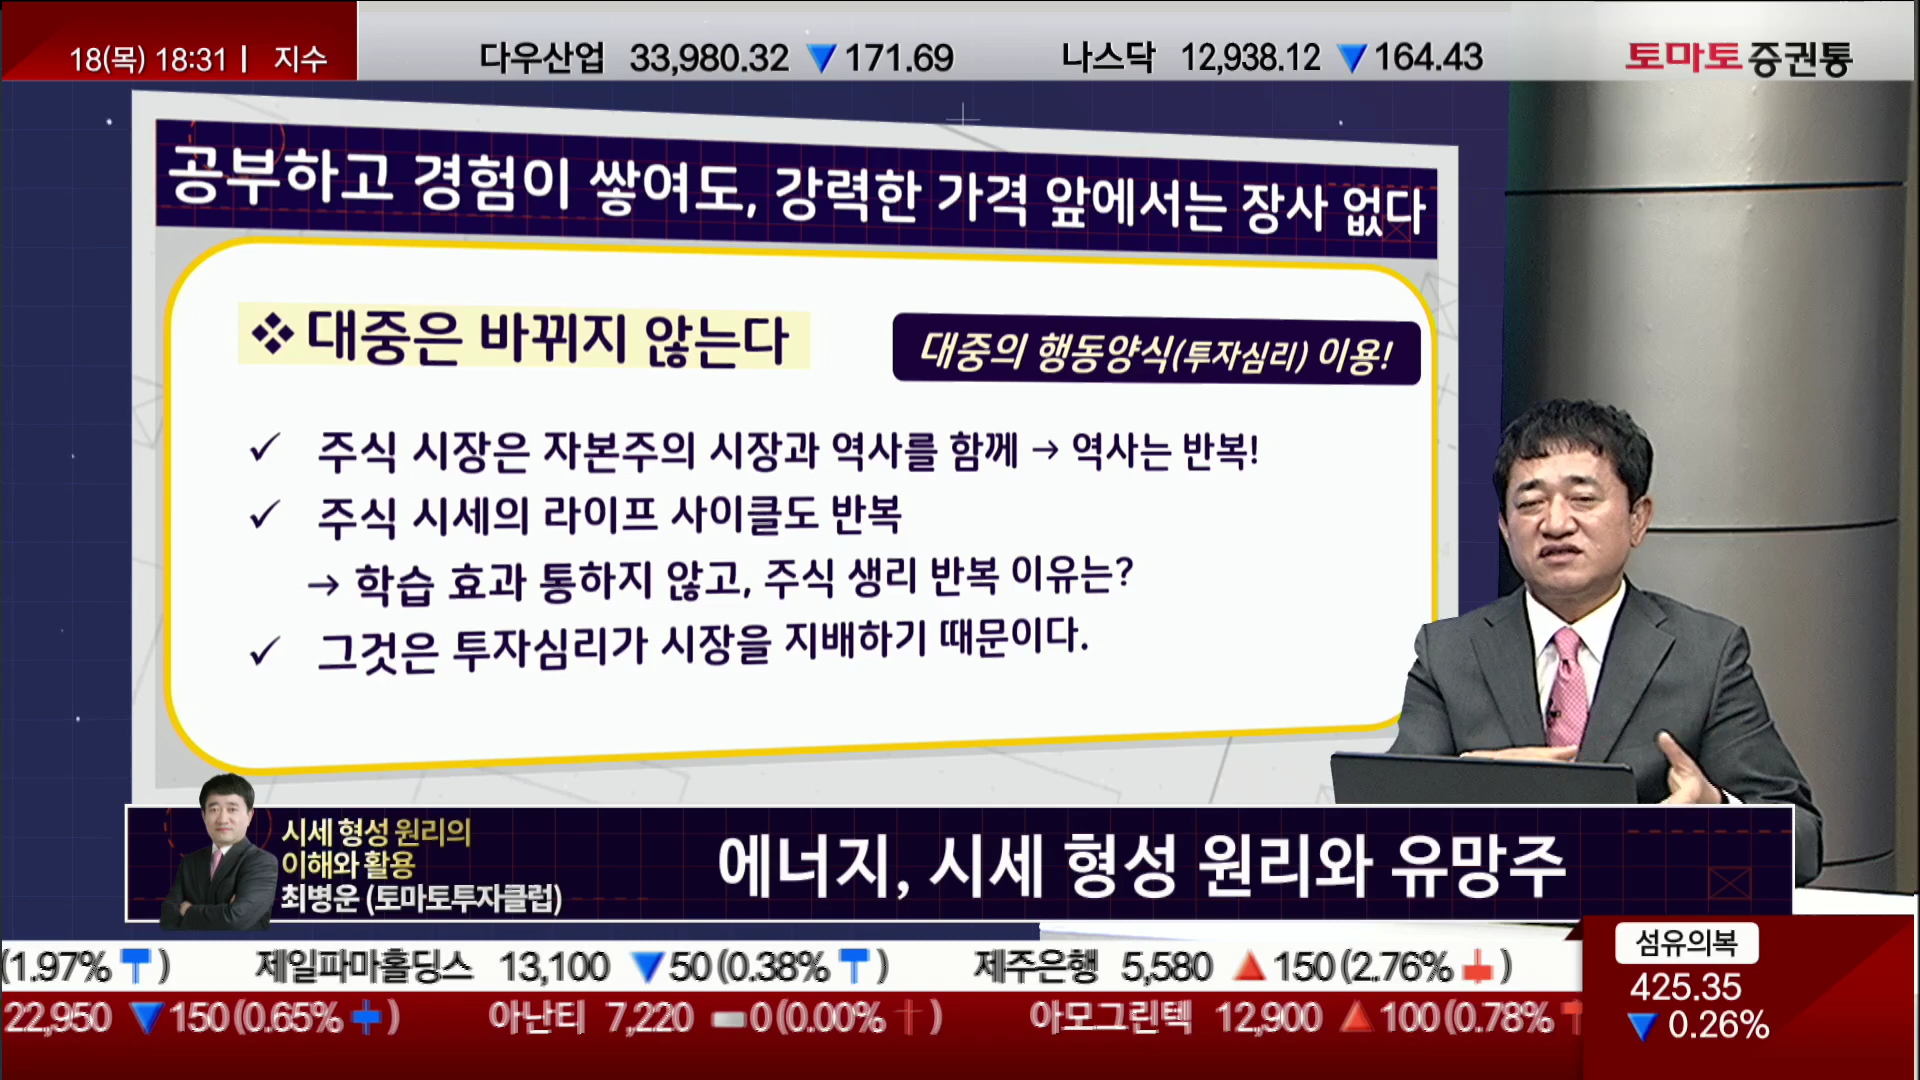 18(목) 18:31 | 지수
다우산업 33,980.32 ▼171.69 나스닥 12,938.12 ▼164.43
토마토증권통
공부하고 경험이 쌓여도, 강력한 가격 앞에서는 장사 없다
❖ 대중은 바뀌지 않는다
대중의 행동양식(투자심리) 이용!
✓ 주식 시장은 자본주의 시장과 역사를 함께 → 역사는 반복!
✓ 주식 시세의 라이프 사이클도 반복
→ 학습 효과 통하지 않고, 주식 생리 반복 이유는?
✓ 그것은 투자심리가 시장을 지배하기 때문이다.
시세 형성 원리의
이해와 활용
최병운 (토마토투자클럽)
에너지, 시세 형성 원리와 유망주
(1.97% ) 제일파마홀딩스 13,100 ▼50(0.38% ) 제주은행 5,580 ▲150(2.76% )
22,950 ▼150(0.65% ) 아난티 7,220 0(0.00% ) 아모그린텍 12,900 ▲100(0.78%
섬유의복
425.35
▼ 0.26%